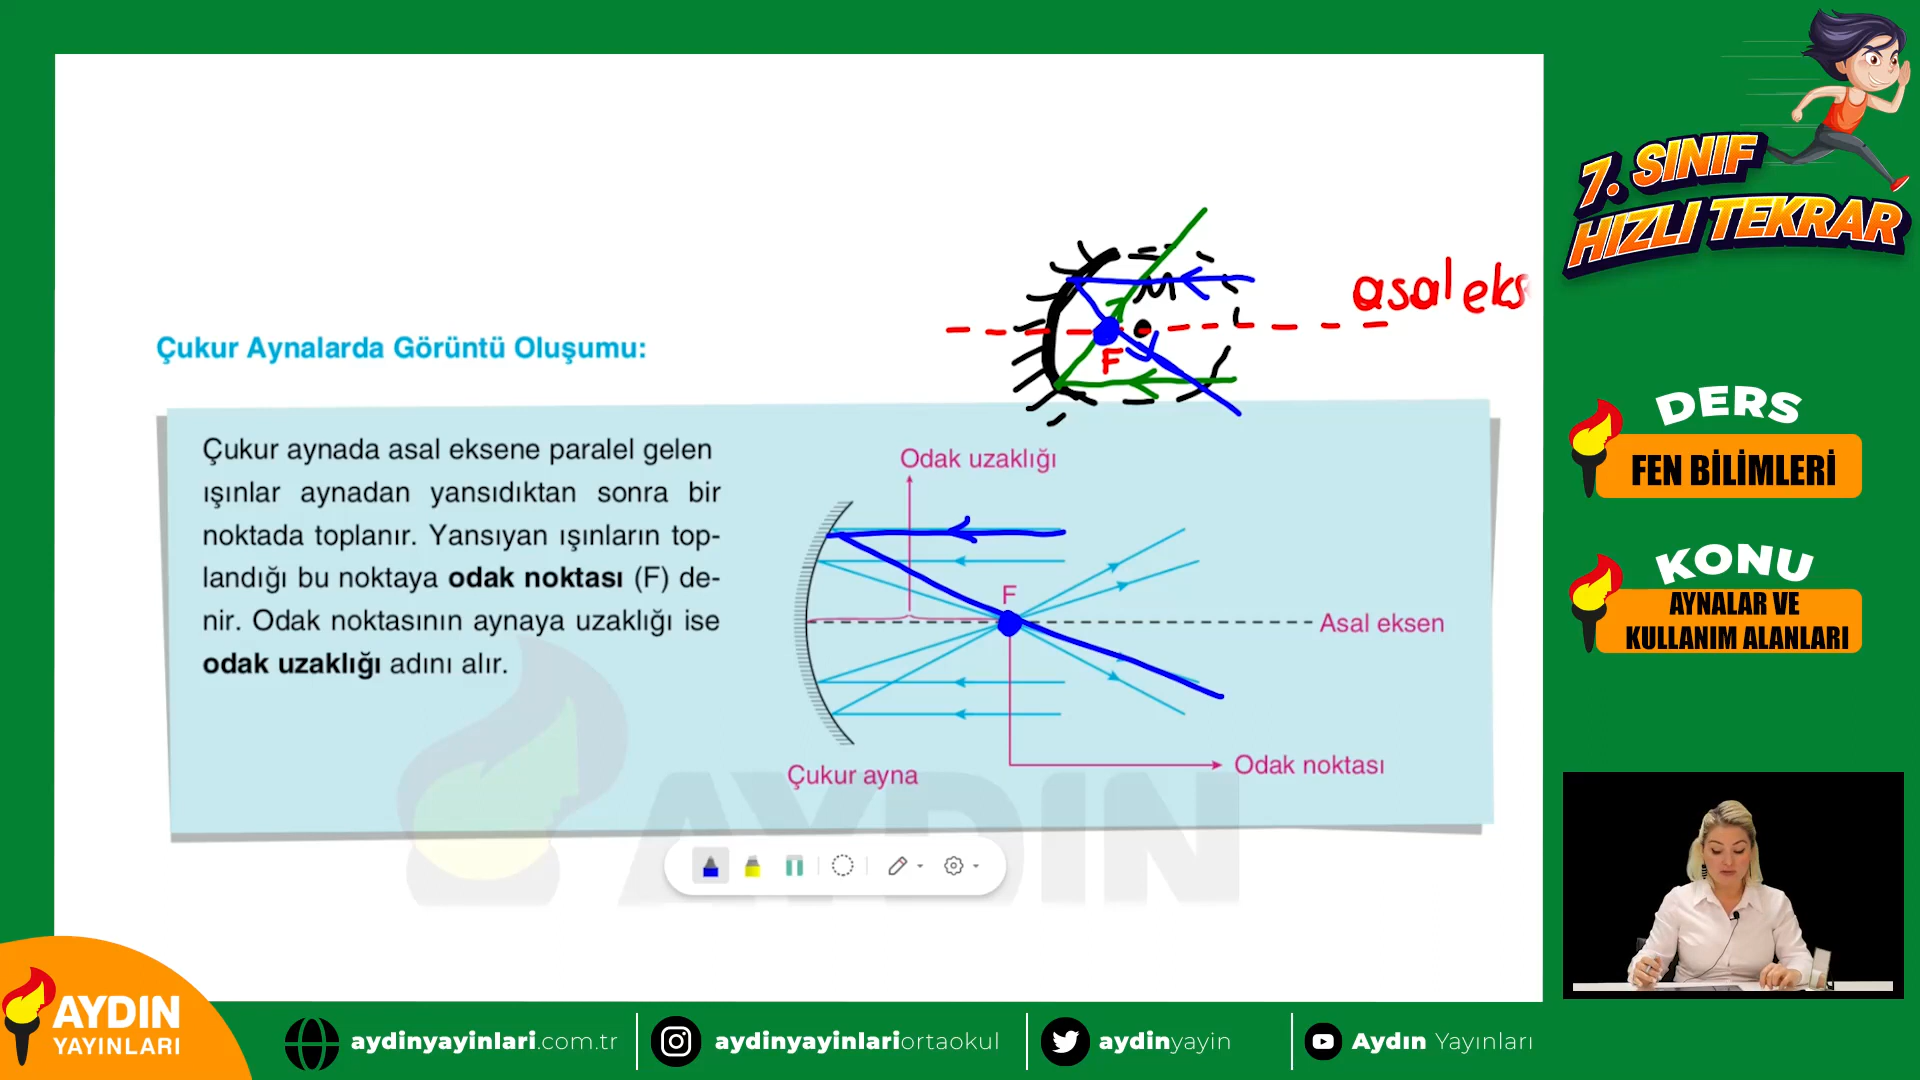 7. SINIF
HIZLI TEKRAR
asal eks
M
F
Çukur Aynalarda Görüntü Oluşumu:
Çukur aynada asal eksene paralel gelen
ışınlar aynadan yansıdıktan sonra bir
noktada toplanır. Yansıyan ışınların top-
landığı bu noktaya odak noktası (F) de-
nir. Odak noktasının aynaya uzaklığı ise
odak uzaklığı adını alır.
Odak uzaklığı
F
Asal eksen
Odak noktası
Çukur ayna
AYDIN
DERS
FEN BİLİMLERİ
KONU
AYNALAR VE
KULLANIM ALANLARI
AYDIN
YAYINLARI
aydinyayinlari.com.tr
aydinyayinlariortaokul
aydinyayin
Aydın Yayınları